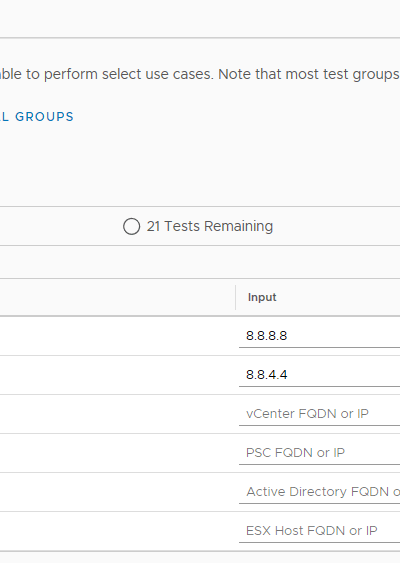 able to perform select use cases. Note that most test groups
L GROUPS
21 Tests Remaining
Input
8.8.8.8
8.8.4.4
vCenter FQDN or IP
PSC FQDN or IP
Active Directory FQDN o
ESX Host FQDN or IP